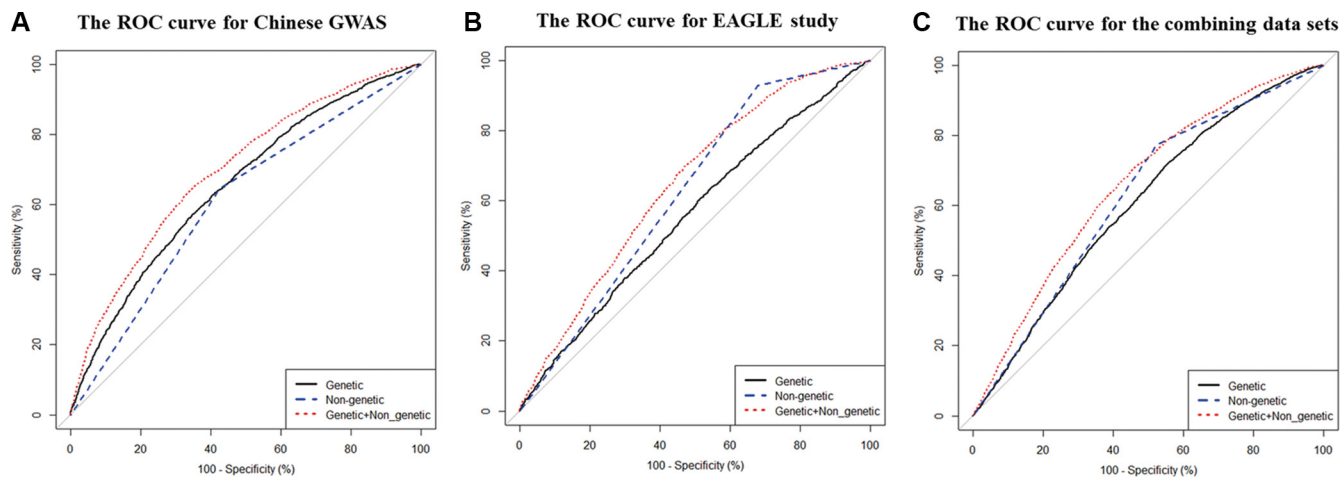 A
The ROC curve for Chinese GWAS
Sensitivity (%)
100
80
60
40
20
0
0 20 40 60 80 100
100 - Specificity (%)
Genetic
Non-genetic
Genetic+Non_genetic
B
The ROC curve for EAGLE study
Sensitivity (%)
100
80
60
40
20
0
0 20 40 60 80 100
100 - Specificity (%)
Genetic
Non-genetic
Genetic+Non_genetic
C
The ROC curve for the combining data sets
Sensitivity (%)
100
80
60
40
20
0
0 20 40 60 80 100
100 - Specificity (%)
Genetic
Non-genetic
Genetic+Non_genetic